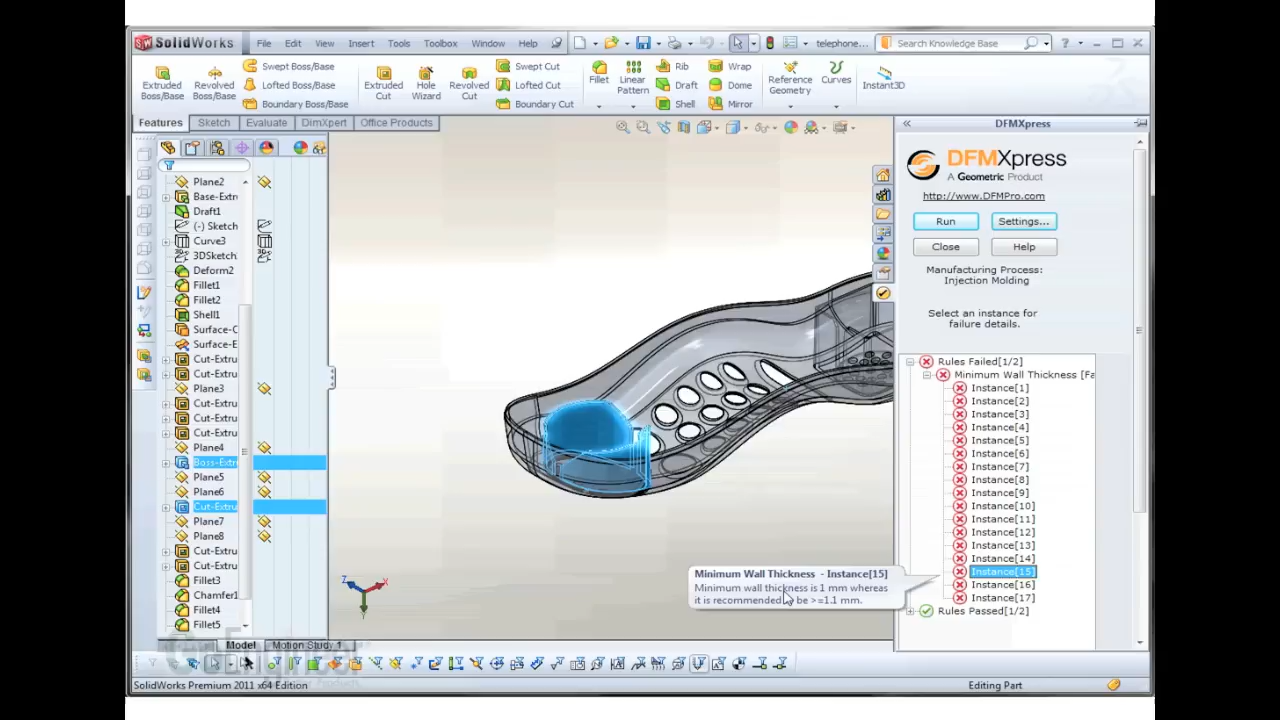 SolidWorks File Edit View Insert Tools Toolbox Window Help telephone... Search Knowledge Base
Extruded Boss/Base
Revolved Boss/Base
Swept Boss/Base
Lofted Boss/Base
Boundary Boss/Base
Extruded Cut
Hole Wizard
Revolved Cut
Swept Cut
Lofted Cut
Boundary Cut
Fillet
Linear Pattern
Rib
Draft
Shell
Wrap
Dome
Mirror
Reference Geometry
Curves
Instant3D
Features Sketch Evaluate DimXpert Office Products
Plane2
Base-Extru
Draft1
(-) Sketch
Curve3
3DSketch
Deform2
Fillet1
Fillet2
Shell1
Surface-C
Surface-E
Cut-Extru
Cut-Extru
Plane3
Cut-Extru
Cut-Extru
Cut-Extru
Plane4
Boss-Extru
Plane5
Plane6
Cut-Extru
Plane7
Plane8
Cut-Extru
Cut-Extru
Fillet3
Chamfer1
Fillet4
Fillet5
Model Motion Study 1
Z X
Minimum Wall Thickness - Instance[15]
Minimum wall thickness is 1 mm whereas
it is recommended be >=1.1 mm.
DFMXpress
DFMXpress
A Geometric Product
http://www.DFMPro.com
Run Settings...
Close Help
Manufacturing Process:
Injection Molding
Select an instance for
failure details.
Rules Failed[1/2]
Minimum Wall Thickness [Fa
Instance[1]
Instance[2]
Instance[3]
Instance[4]
Instance[5]
Instance[6]
Instance[7]
Instance[8]
Instance[9]
Instance[10]
Instance[11]
Instance[12]
Instance[13]
Instance[14]
Instance[15]
Instance[16]
Instance[17]
Rules Passed[1/2]
SolidWorks Premium 2011 x64 Edition Editing Part